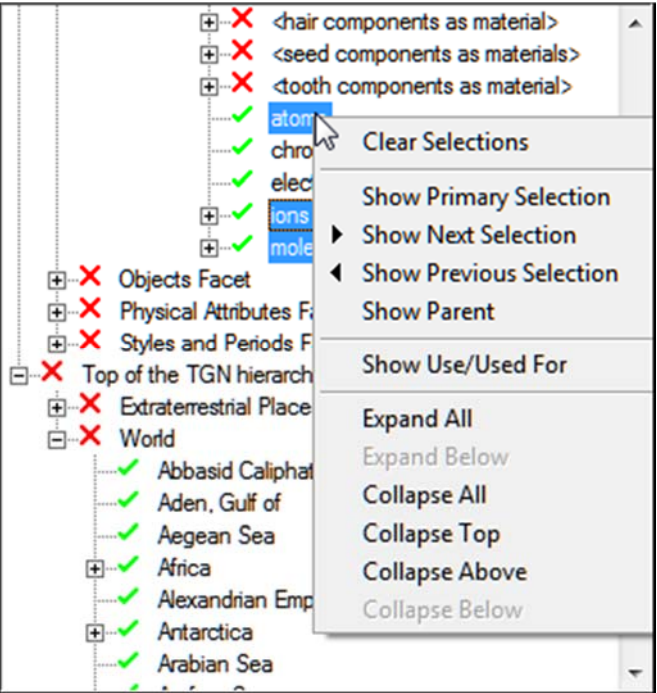 <hair components as material>
<seed components as materials>
<tooth components as material>
atom
chro
elec
ions
mole
Objects Facet
Physical Attributes Fa
Styles and Periods F
Top of the TGN hierarch
Extraterrestrial Place
World
Abbasid Caliphat
Aden, Gulf of
Aegean Sea
Africa
Alexandrian Emp
Antarctica
Arabian Sea
Clear Selections
Show Primary Selection
Show Next Selection
Show Previous Selection
Show Parent
Show Use/Used For
Expand All
Expand Below
Collapse All
Collapse Top
Collapse Above
Collapse Below